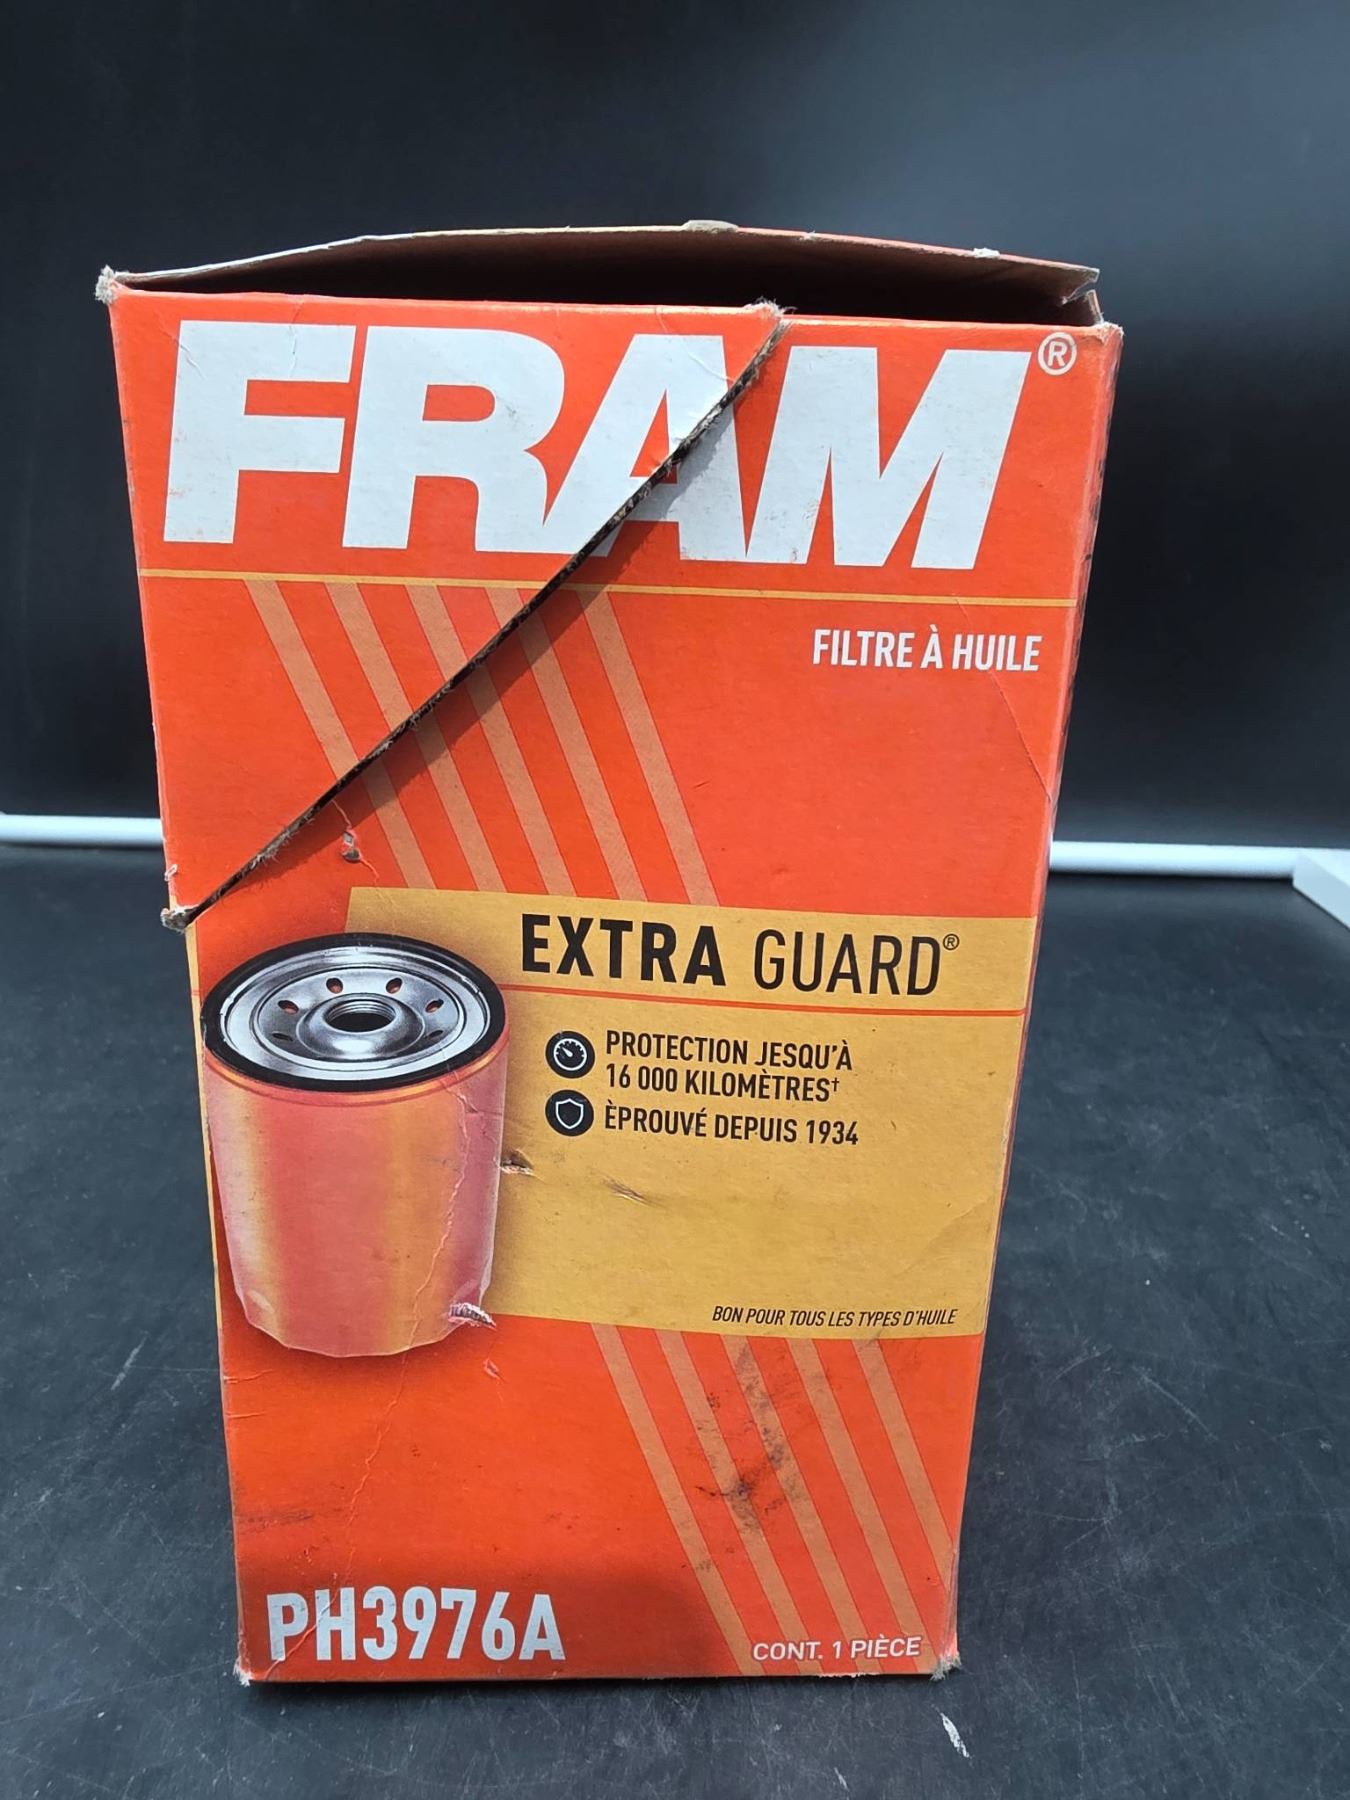 FRAM®
FILTRE À HUILE
EXTRA GUARD®
PROTECTION JESQU'À
16 000 KILOMÈTRES†
ÈPROUVÉ DEPUIS 1934
BON POUR TOUS LES TYPES D'HUILE
PH3976A
CONT. 1 PIÈCE